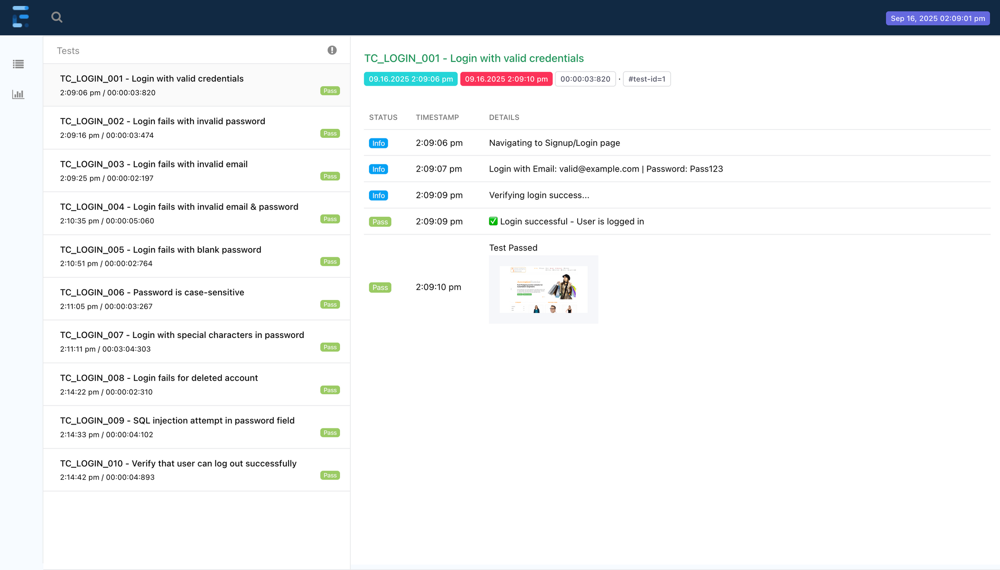 Sep 16, 2025 02:09:01 pm
Tests
TC_LOGIN_001 - Login with valid credentials
2:09:06 pm / 00:00:03:820
Pass
TC_LOGIN_002 - Login fails with invalid password
2:09:16 pm / 00:00:03:474
Pass
TC_LOGIN_003 - Login fails with invalid email
2:09:25 pm / 00:00:02:197
Pass
TC_LOGIN_004 - Login fails with invalid email & password
2:10:35 pm / 00:00:05:060
Pass
TC_LOGIN_005 - Login fails with blank password
2:10:51 pm / 00:00:02:764
Pass
TC_LOGIN_006 - Password is case-sensitive
2:11:05 pm / 00:00:03:267
Pass
TC_LOGIN_007 - Login with special characters in password
2:11:11 pm / 00:03:04:303
Pass
TC_LOGIN_008 - Login fails for deleted account
2:14:22 pm / 00:00:02:310
Pass
TC_LOGIN_009 - SQL injection attempt in password field
2:14:33 pm / 00:00:04:102
Pass
TC_LOGIN_010 - Verify that user can log out successfully
2:14:42 pm / 00:00:04:893
Pass
TC_LOGIN_001 - Login with valid credentials
09.16.2025 2:09:06 pm 09.16.2025 2:09:10 pm 00:00:03:820 · #test-id=1
STATUS TIMESTAMP DETAILS
Info 2:09:06 pm Navigating to Signup/Login page
Info 2:09:07 pm Login with Email: valid@example.com | Password: Pass123
Info 2:09:09 pm Verifying login success...
Pass 2:09:09 pm ✅ Login successful - User is logged in
Test Passed
Pass 2:09:10 pm
AutomationExercise
Full-Fledged practice website for
Automation Engineers